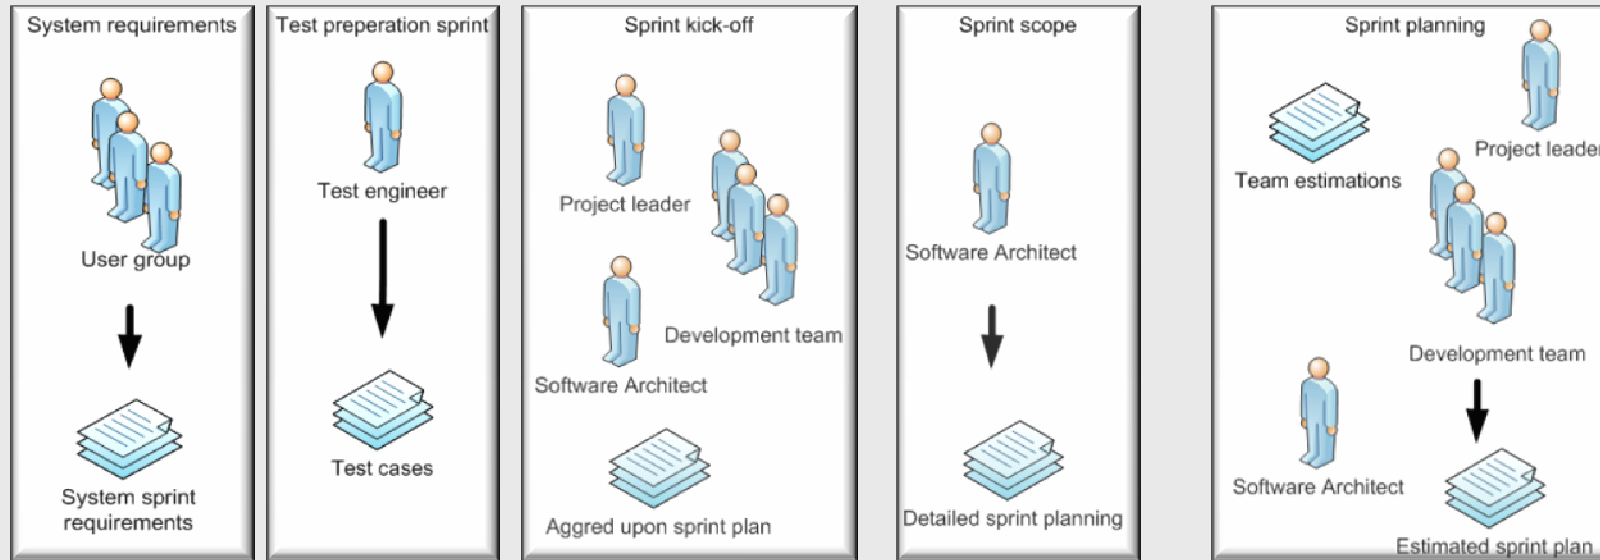 System requirements
User group
System sprint
requirements
Test preperation sprint
Test engineer
Test cases
Sprint kick-off
Project leader
Development team
Software Architect
Aggred upon sprint plan
Sprint scope
Software Architect
Detailed sprint planning
Sprint planning
Project leader
Team estimations
Development team
Software Architect
Estimated sprint plan